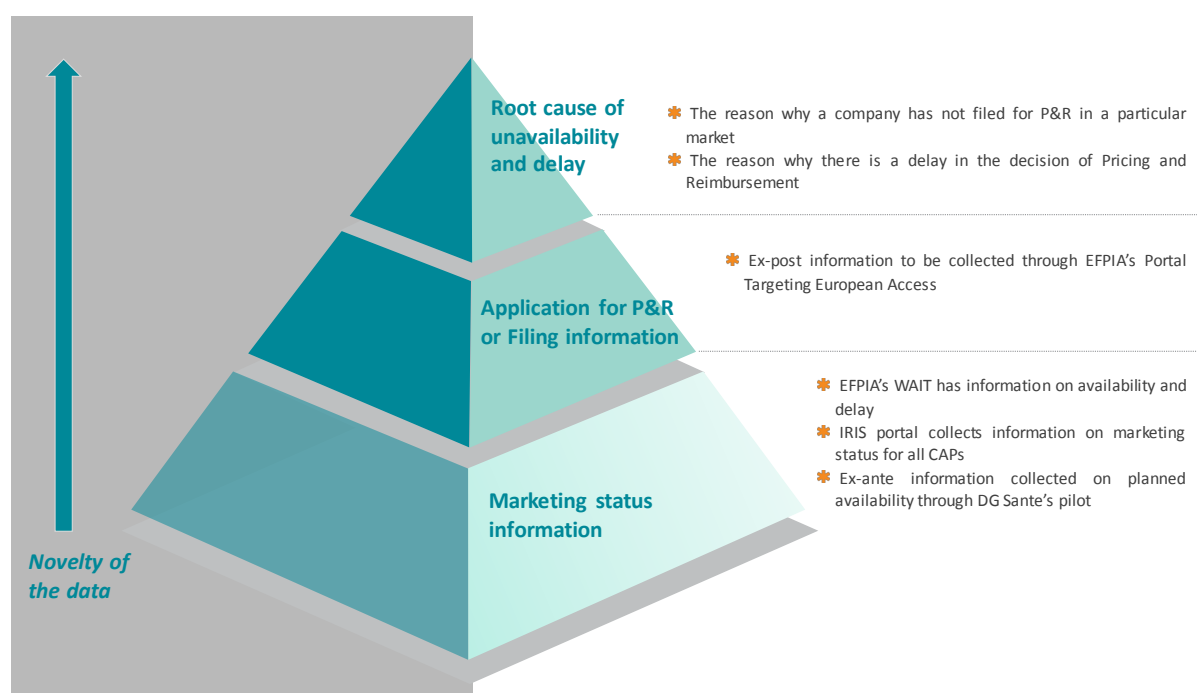 Root cause of
unavailability
and delay
The reason why a company has not filed for P&R in a particular
market
The reason why there is a delay in the decision of Pricing and
Reimbursement
Ex-post information to be collected through EFPIA's Portal
Targeting European Access
Application for P&R
or Filing information
EFPIA's WAIT has information on availability and
delay
IRIS portal collects information on marketing
status for all CAPs
Ex-ante information collected on planned
availability through DG Sante's pilot
Marketing status
information
Novelty of
the data